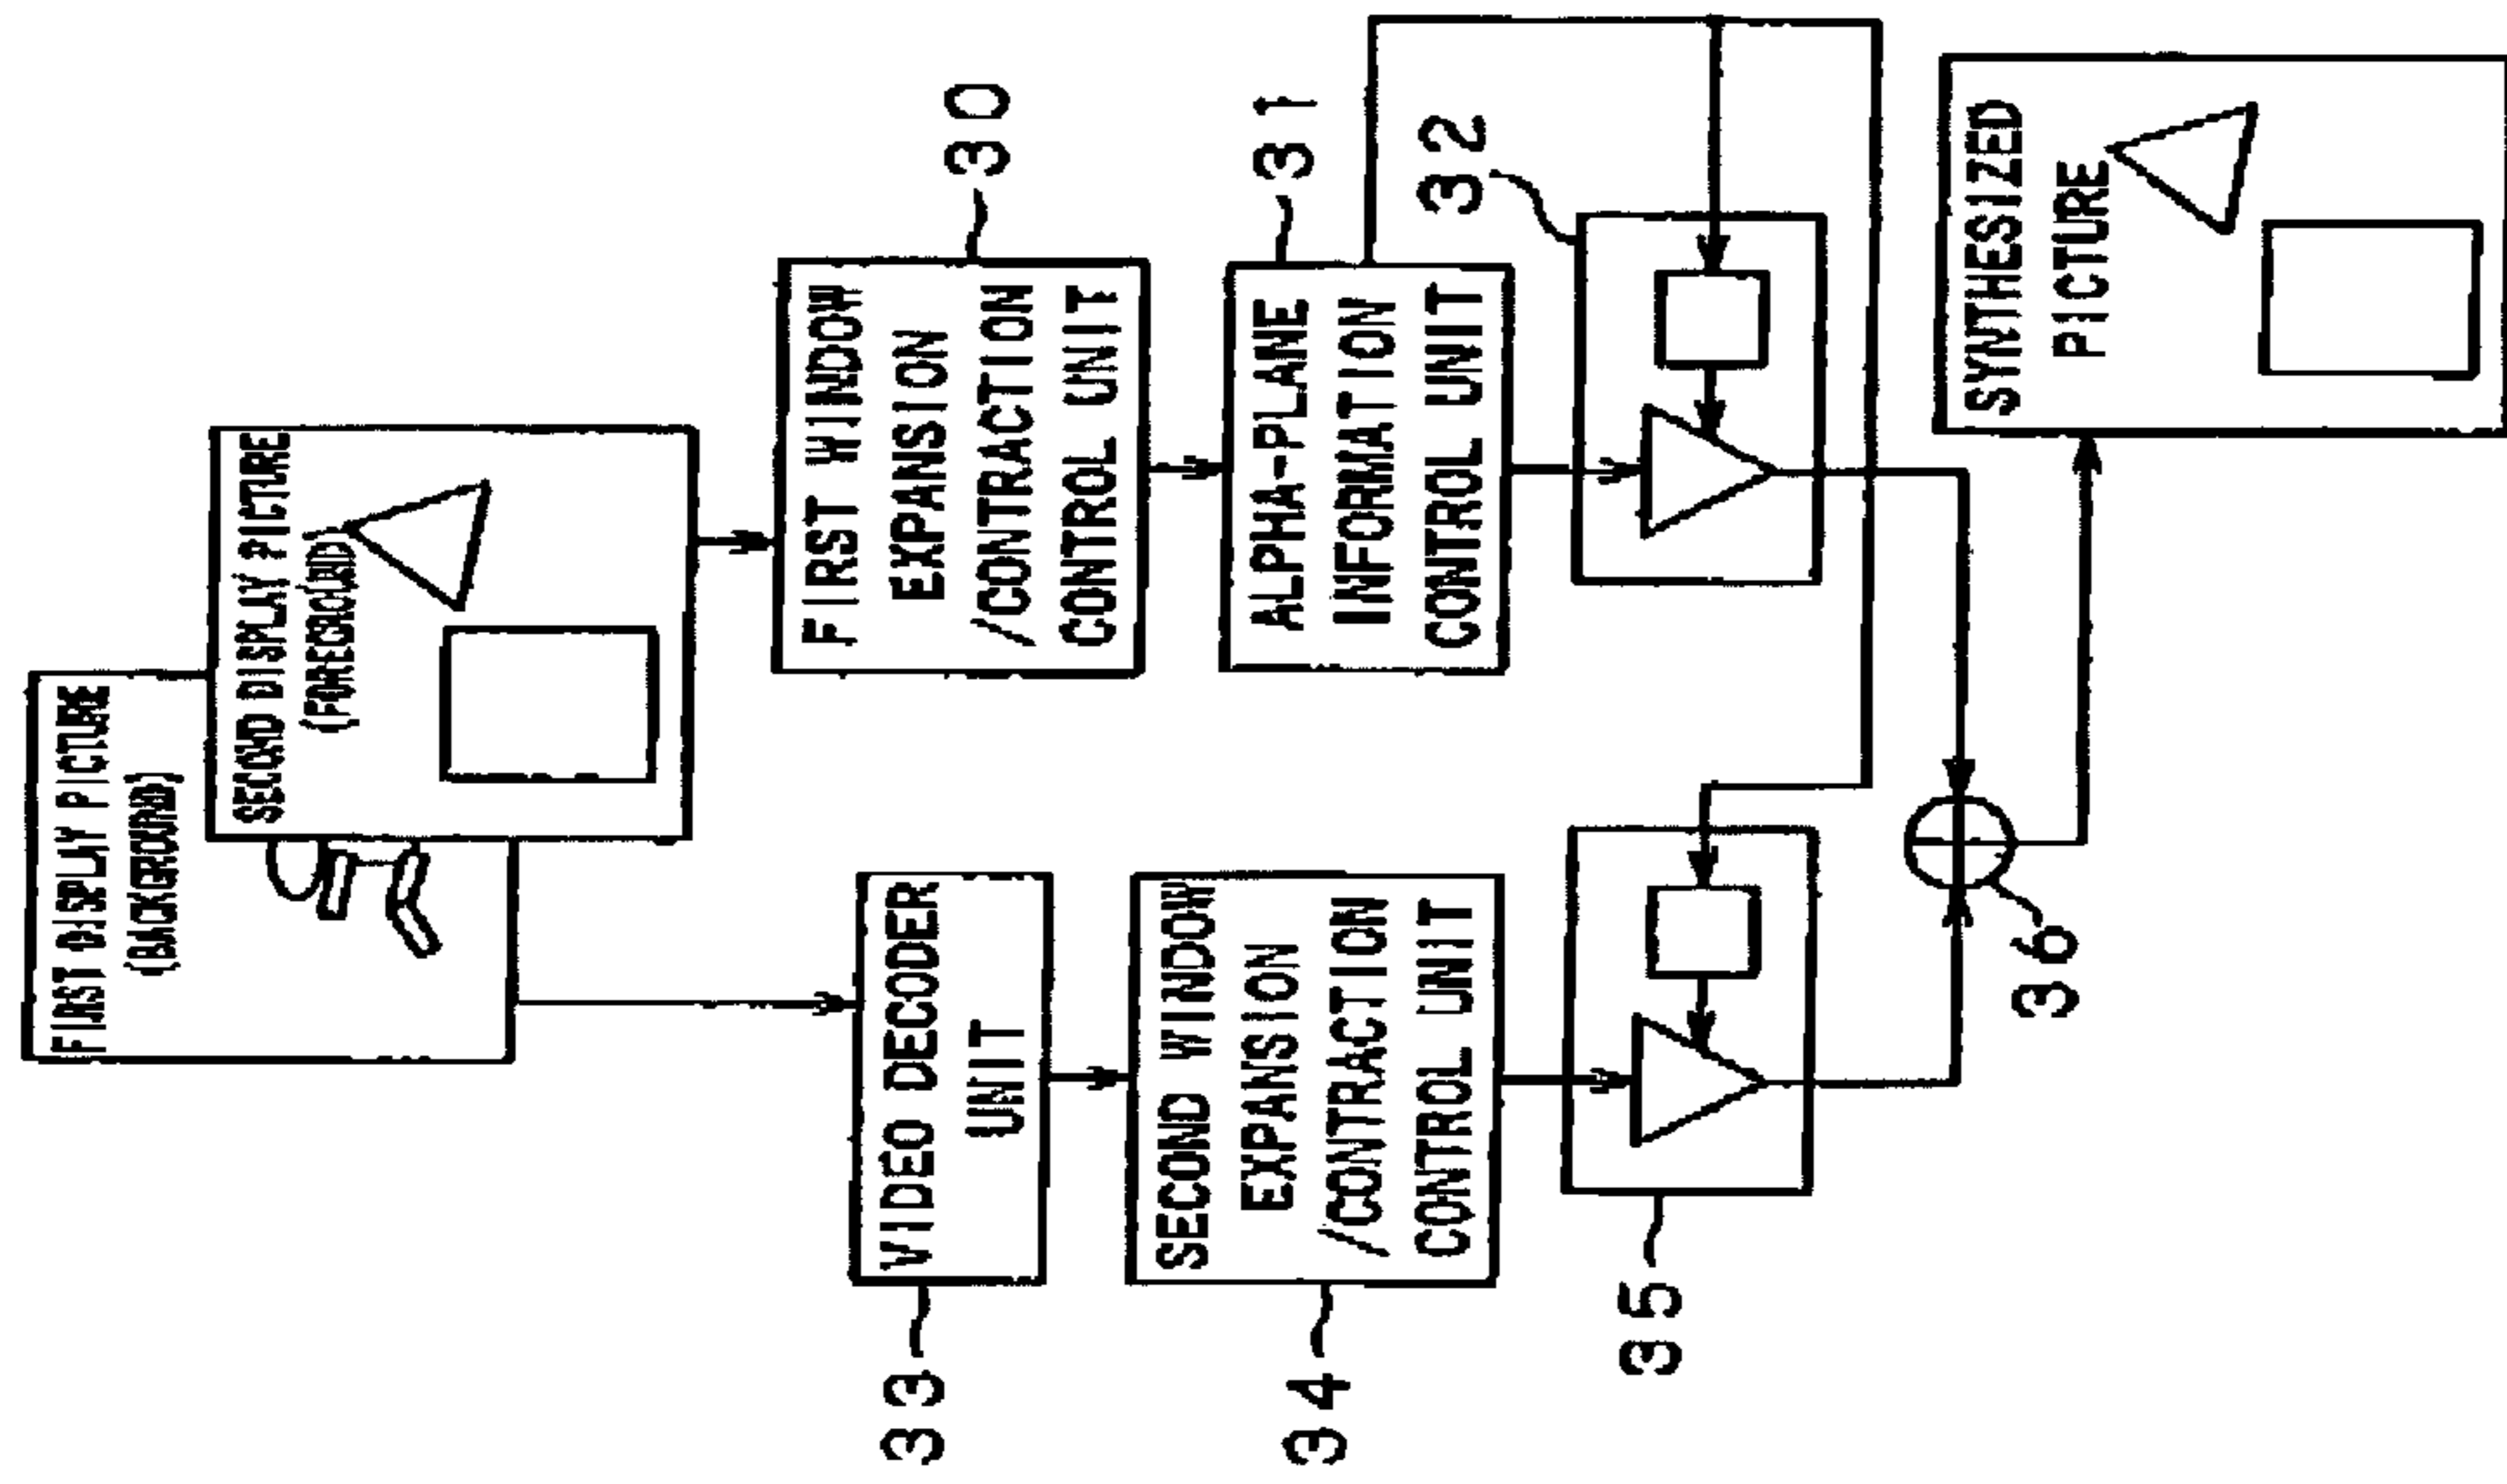 FIRST DISPLAY PICTURE
(BACKGROUND)
SECOND DISPLAY PICTURE
(FOREGROUND)
33
VIDEO DECODER
UNIT
FIRST WINDOW
EXPANSION
/CONTRACTION
CONTROL UNIT
30
34
SECOND WINDOW
EXPANSION
/CONTRACTION
CONTROL UNIT
ALPHA-PLANE
INFORMATION
CONTROL UNIT
31
32
35
36
SYNTHESIZED
PICTURE